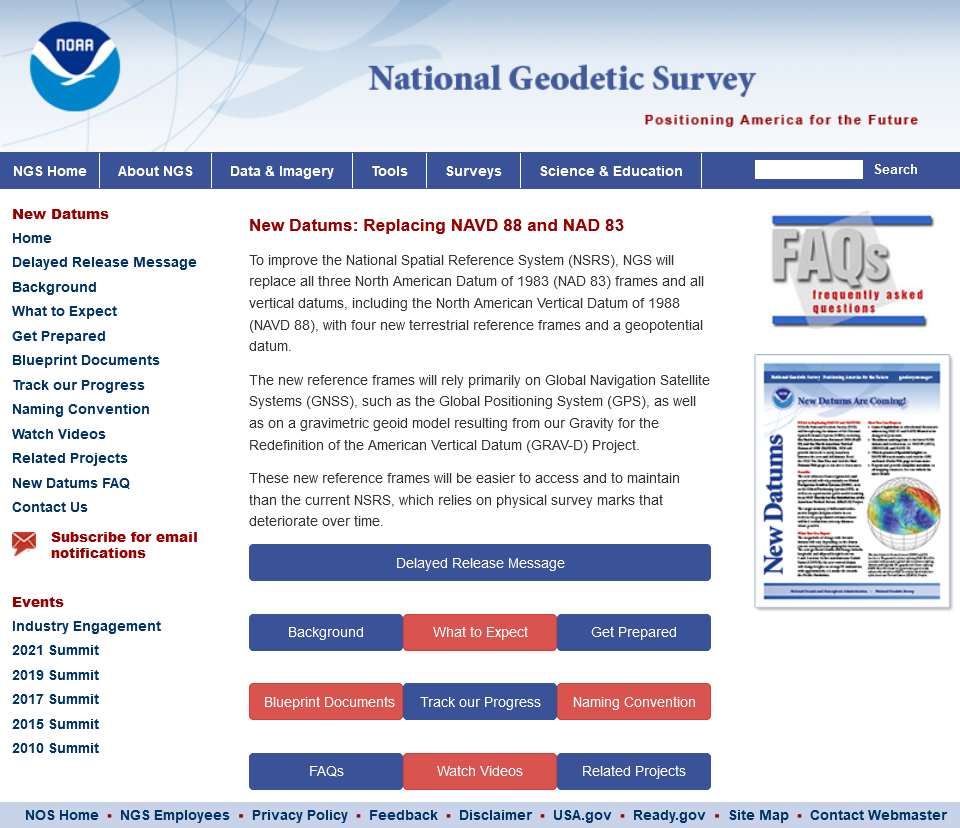 NOAA
National Geodetic Survey
Positioning America for the Future
NGS Home
About NGS
Data & Imagery
Tools
Surveys
Science & Education
Search
New Datums
Home
Delayed Release Message
Background
What to Expect
Get Prepared
Blueprint Documents
Track our Progress
Naming Convention
Watch Videos
Related Projects
New Datums FAQ
Contact Us
Subscribe for email
notifications
Events
Industry Engagement
2021 Summit
2019 Summit
2017 Summit
2015 Summit
2010 Summit
New Datums: Replacing NAVD 88 and NAD 83
To improve the National Spatial Reference System (NSRS), NGS will
replace all three North American Datum of 1983 (NAD 83) frames and all
vertical datums, including the North American Vertical Datum of 1988
(NAVD 88), with four new terrestrial reference frames and a geopotential
datum.
The new reference frames will rely primarily on Global Navigation Satellite
Systems (GNSS), such as the Global Positioning System (GPS), as well
as on a gravimetric geoid model resulting from our Gravity for the
Redefinition of the American Vertical Datum (GRAV-D) Project.
These new reference frames will be easier to access and to maintain
than the current NSRS, which relies on physical survey marks that
deteriorate over time.
Delayed Release Message
Background
What to Expect
Get Prepared
Blueprint Documents
Track our Progress
Naming Convention
FAQs
Watch Videos
Related Projects
FAQs
frequently asked
questions
National Geodetic Survey Positioning America for the Future
New Datums Are Coming!
New Datums
NOS Home ▪ NGS Employees ▪ Privacy Policy ▪ Feedback ▪ Disclaimer ▪ USA.gov ▪ Ready.gov ▪ Site Map ▪ Contact Webmaster